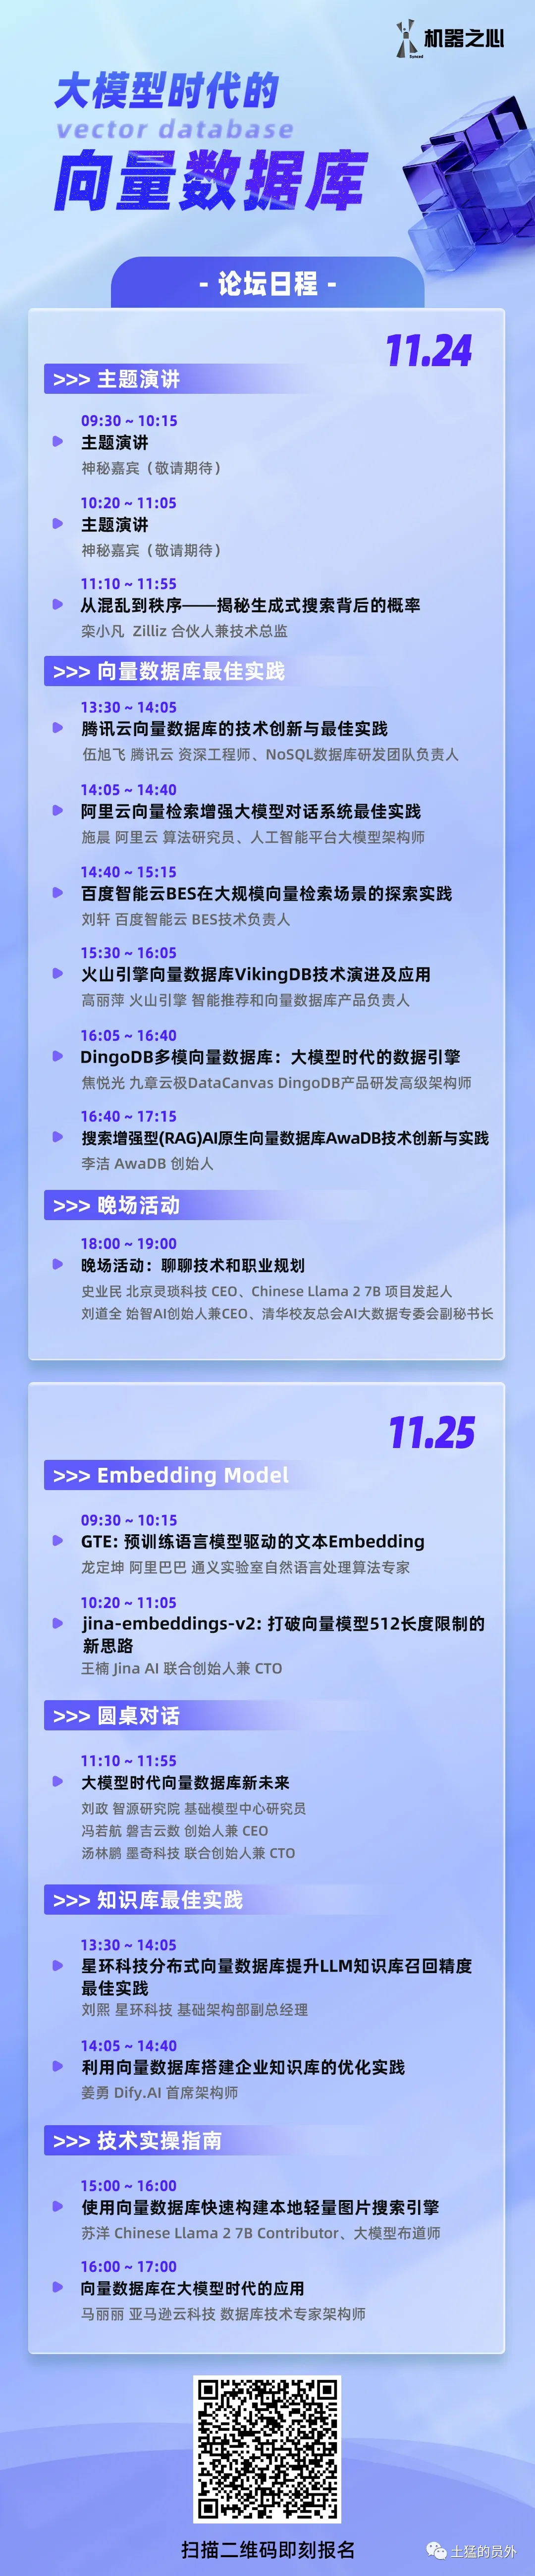 机器之心
Synced
大模型时代的
vector database
向量数据库
- 论坛日程 -
11.24
>>> 主题演讲
09:30 ~ 10:15
主题演讲
神秘嘉宾（敬请期待）
10:20 ~ 11:05
主题演讲
神秘嘉宾（敬请期待）
11:10 ~ 11:55
从混乱到秩序——揭秘生成式搜索背后的概率
栾小凡 Zilliz 合伙人兼技术总监
>>> 向量数据库最佳实践
13:30 ~ 14:05
腾讯云向量数据库的技术创新与最佳实践
伍旭飞 腾讯云 资深工程师、NoSQL数据库研发团队负责人
14:05 ~ 14:40
阿里云向量检索增强大模型对话系统最佳实践
施晨 阿里云 算法研究员、人工智能平台大模型架构师
14:40 ~ 15:15
百度智能云BES在大规模向量检索场景的探索实践
刘轩 百度智能云 BES技术负责人
15:30 ~ 16:05
火山引擎向量数据库VikingDB技术演进及应用
高丽萍 火山引擎 智能推荐和向量数据库产品负责人
16:05 ~ 16:40
DingoDB多模向量数据库：大模型时代的数据引擎
焦悦光 九章云极DataCanvas DingoDB产品研发高级架构师
16:40 ~ 17:15
搜索增强型(RAG)AI原生向量数据库AwaDB技术创新与实践
李洁 AwaDB 创始人
>>> 晚场活动
18:00 ~ 19:00
晚场活动：聊聊技术和职业规划
史业民 北京灵琐科技 CEO、Chinese Llama 2 7B 项目发起人
刘道全 始智AI创始人兼CEO、清华校友总会AI大数据专委会副秘书长
11.25
>>> Embedding Model
09:30 ~ 10:15
GTE: 预训练语言模型驱动的文本Embedding
龙定坤 阿里巴巴 通义实验室自然语言处理算法专家
10:20 ~ 11:05
jina-embeddings-v2: 打破向量模型512长度限制的
新思路
王楠 Jina AI 联合创始人兼 CTO
>>> 圆桌对话
11:10 ~ 11:55
大模型时代向量数据库新未来
刘政 智源研究院 基础模型中心研究员
冯若航 磐吉云数 创始人兼 CEO
汤林鹏 墨奇科技 联合创始人兼 CTO
>>> 知识库最佳实践
13:30 ~ 14:05
星环科技分布式向量数据库提升LLM知识库召回精度
最佳实践
刘熙 星环科技 基础架构部副总经理
14:05 ~ 14:40
利用向量数据库搭建企业知识库的优化实践
姜勇 Dify.AI 首席架构师
>>> 技术实操指南
15:00 ~ 16:00
使用向量数据库快速构建本地轻量图片搜索引擎
苏洋 Chinese Llama 2 7B Contributor、大模型布道师
16:00 ~ 17:00
向量数据库在大模型时代的应用
马丽丽 亚马逊云科技 数据库技术专家架构师
扫描二维码即刻报名
土猛的员外